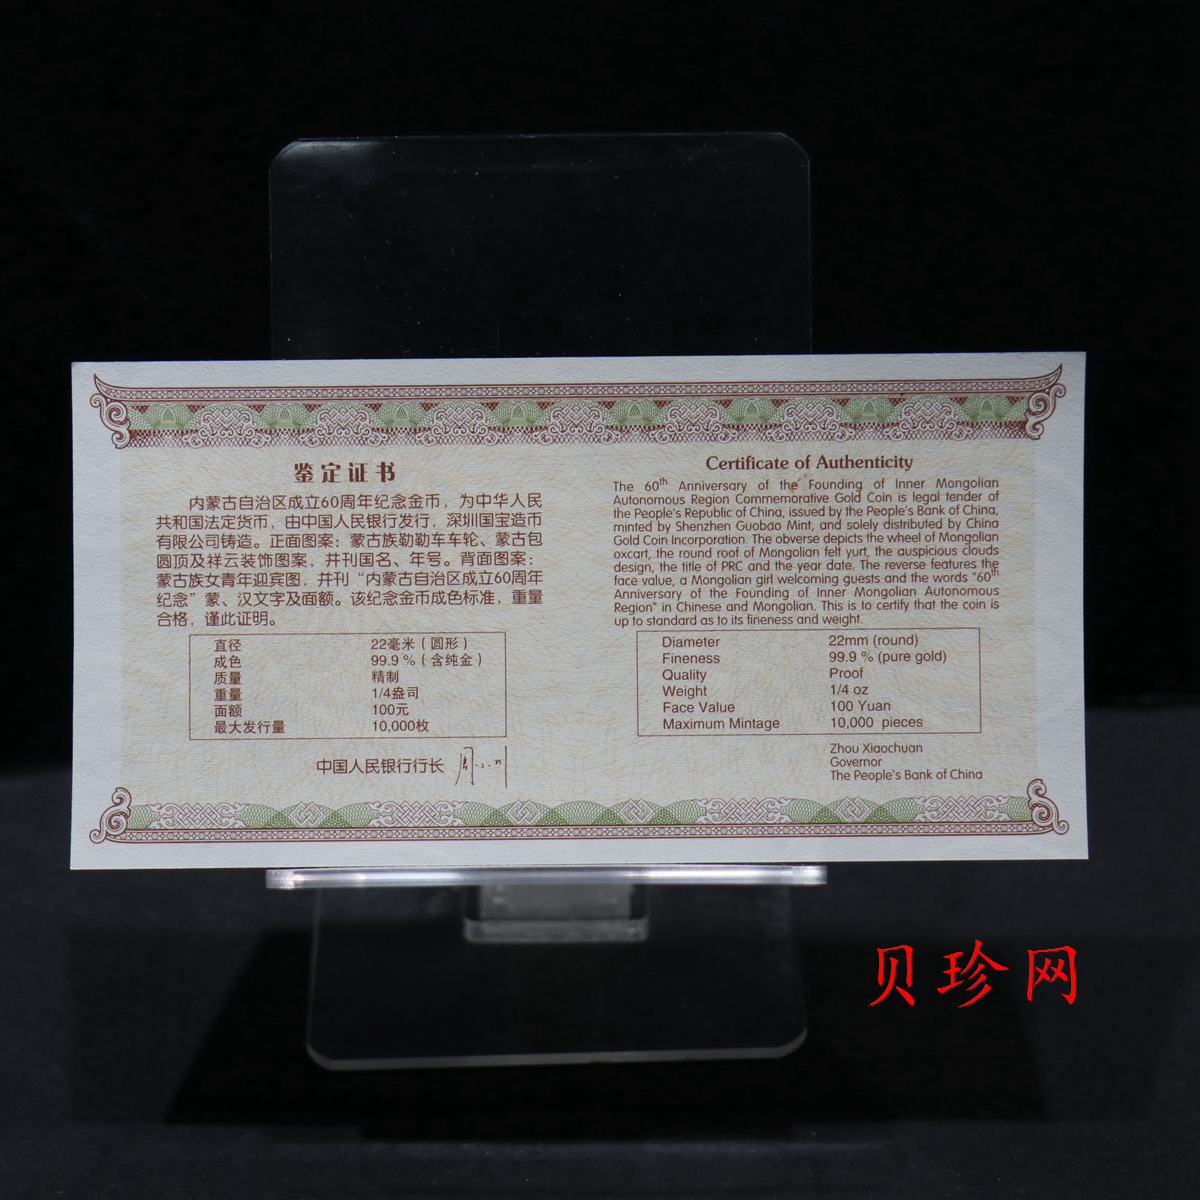 鉴定证书
内蒙古自治区成立60周年纪念金币，为中华人民
共和国法定货币，由中国人民银行发行，深圳国宝造币
有限公司铸造。正面图案：蒙古族勒勒车车轮、蒙古包
圆顶及祥云装饰图案，并刊国名、年号。背面图案：
蒙古族女青年迎宾图，并刊“内蒙古自治区成立60周年
纪念”蒙、汉文字及面额。该纪念金币成色标准，重量
合格，谨此证明。
直径 22毫米（圆形）
成色 99.9％（含纯金）
质量 精制
重量 1/4盎司
面额 100元
最大发行量 10,000枚
中国人民银行行长 周小川
Certificate of Authenticity
The 60th Anniversary of the Founding of Inner Mongolian
Autonomous Region Commemorative Gold Coin is legal tender of
the People's Republic of China, issued by the People's Bank of China,
minted by Shenzhen Guobao Mint, and solely distributed by China
Gold Coin Incorporation. The obverse depicts the wheel of Mongolian
oxcart, the round roof of Mongolian felt yurt, the auspicious clouds
design, the title of PRC and the year date. The reverse features the
face value, a Mongolian girl welcoming guests and the words "60th
Anniversary of the Founding of Inner Mongolian Autonomous
Region" in Chinese and Mongolian. This is to certify that the coin is
up to standard as to its fineness and weight.
Diameter 22mm (round)
Fineness 99.9 % (pure gold)
Quality Proof
Weight 1/4 oz
Face Value 100 Yuan
Maximum Mintage 10,000 pieces
Zhou Xiaochuan
Governor
The People's Bank of China
贝珍网